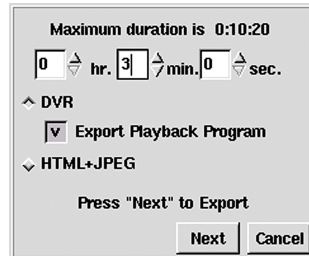 Maximum duration is 0:10:20
0 hr. 3 min. 0 sec.
DVR
v Export Playback Program
HTML+JPEG
Press "Next" to Export
Next Cancel